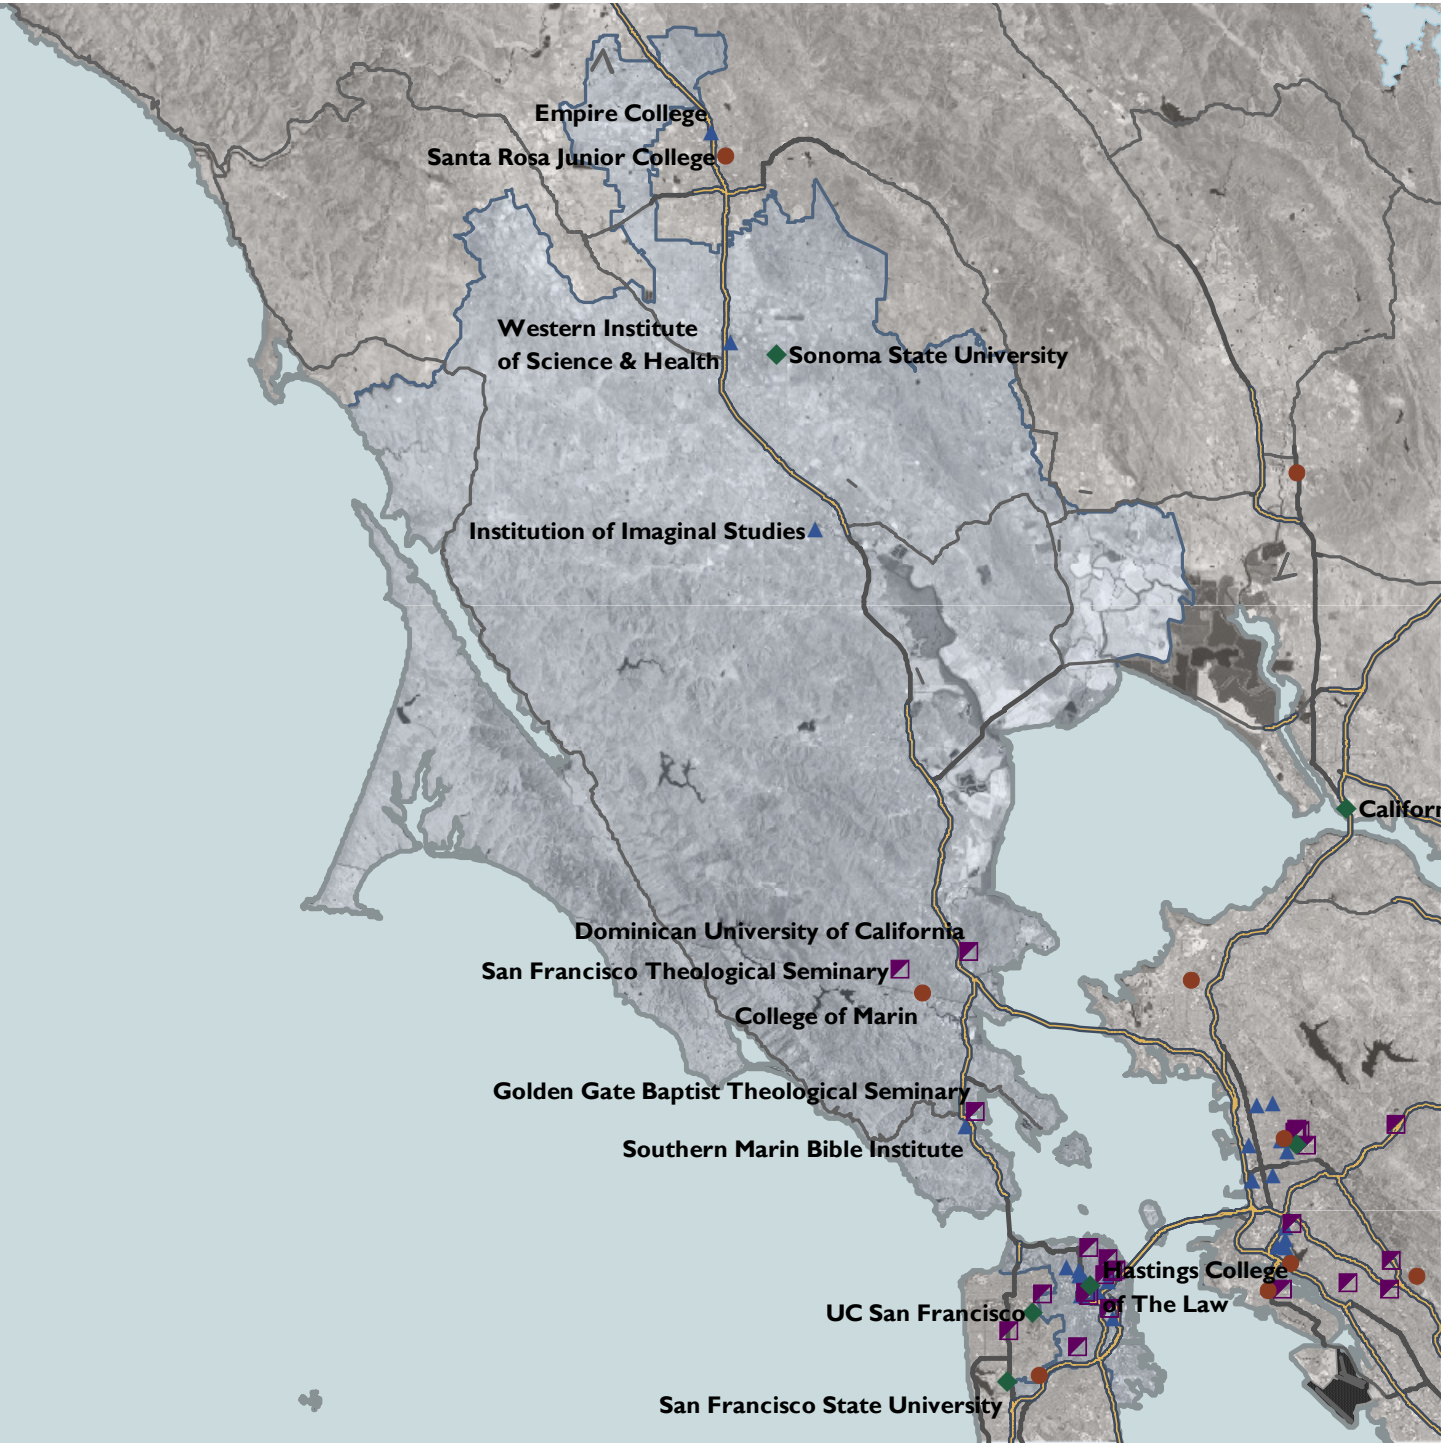 Empire College
Santa Rosa Junior College
Western Institute
of Science & Health
Sonoma State University
Institution of Imaginal Studies
Californ
Dominican University of California
San Francisco Theological Seminary
College of Marin
Golden Gate Baptist Theological Seminary
Southern Marin Bible Institute
Hastings College
of The Law
UC San Francisco
San Francisco State University